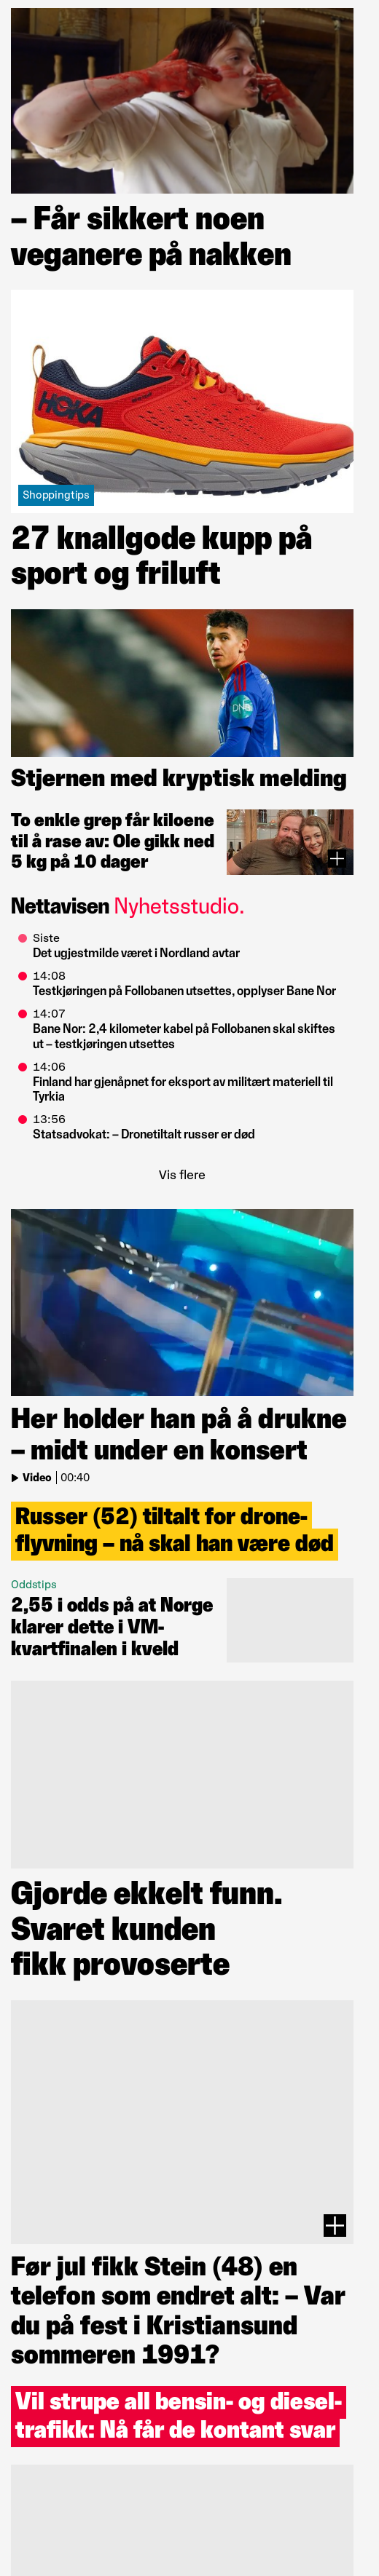 – Får sikkert noen
veganere på nakken
HOKA
Shoppingtips
27 knallgode kupp på
sport og friluft
DNB
Stjernen med kryptisk melding
To enkle grep får kiloene
til å rase av: Ole gikk ned
5 kg på 10 dager
Nettavisen Nyhetsstudio.
Siste
Det ugjestmilde været i Nordland avtar
14:08
Testkjøringen på Follobanen utsettes, opplyser Bane Nor
14:07
Bane Nor: 2,4 kilometer kabel på Follobanen skal skiftes
ut – testkjøringen utsettes
14:06
Finland har gjenåpnet for eksport av militært materiell til
Tyrkia
13:56
Statsadvokat: – Dronetiltalt russer er død
Vis flere
Her holder han på å drukne
– midt under en konsert
Video | 00:40
Russer (52) tiltalt for drone-
flyvning – nå skal han være død
Oddstips
2,55 i odds på at Norge
klarer dette i VM-
kvartfinalen i kveld
Gjorde ekkelt funn.
Svaret kunden
fikk provoserte
Før jul fikk Stein (48) en
telefon som endret alt: – Var
du på fest i Kristiansund
sommeren 1991?
Vil strupe all bensin- og diesel-
trafikk: Nå får de kontant svar